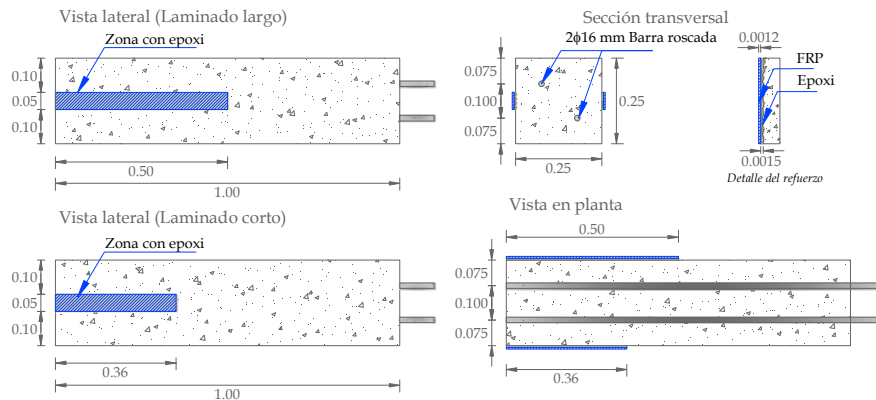 Vista lateral (Laminado largo)
Zona con epoxi
0.10
0.05
0.10
0.50
1.00
Sección transversal
2ϕ16 mm Barra roscada
0.075
0.100
0.075
0.25
0.25
0.0012
FRP
Epoxi
0.0015
Detalle del refuerzo
Vista lateral (Laminado corto)
Zona con epoxi
0.10
0.05
0.10
0.36
1.00
Vista en planta
0.50
0.075
0.100
0.075
0.36